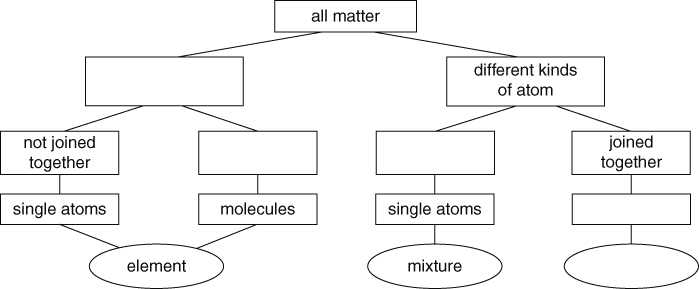 all matter
different kinds
of atom
not joined
together
joined
together
single atoms
molecules
single atoms
element
mixture